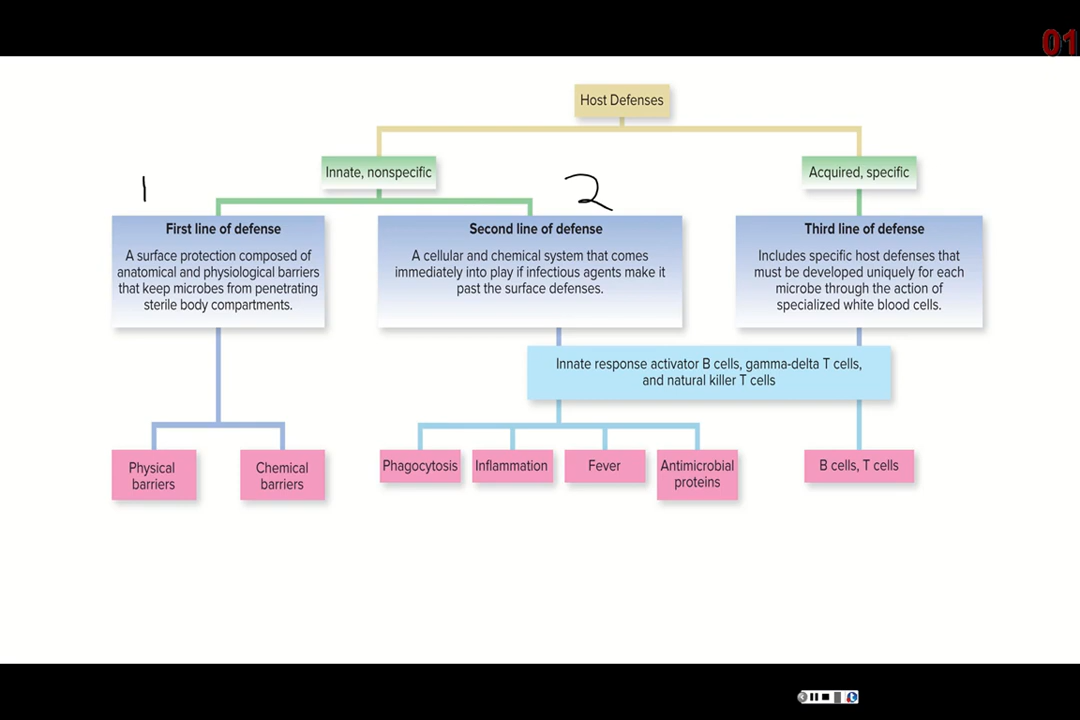 01
Host Defenses
Innate, nonspecific
Acquired, specific
1
2
First line of defense
A surface protection composed of
anatomical and physiological barriers
that keep microbes from penetrating
sterile body compartments.
Second line of defense
A cellular and chemical system that comes
immediately into play if infectious agents make it
past the surface defenses.
Third line of defense
Includes specific host defenses that
must be developed uniquely for each
microbe through the action of
specialized white blood cells.
Innate response activator B cells, gamma-delta T cells,
and natural killer T cells
Physical
barriers
Chemical
barriers
Phagocytosis
Inflammation
Fever
Antimicrobial
proteins
B cells, T cells